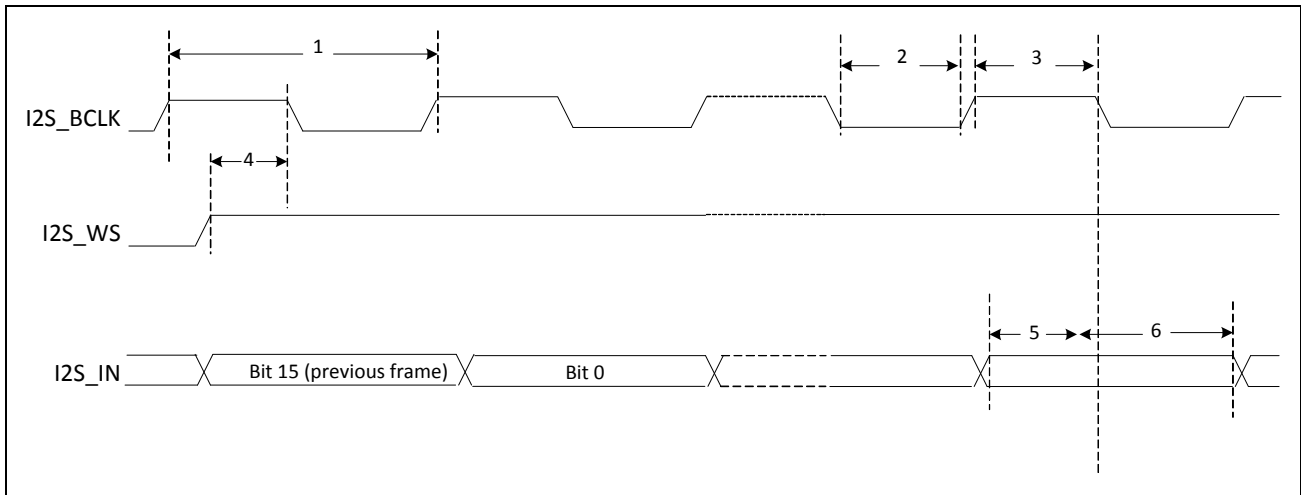 1
2
3
I2S_BCLK
4
I2S_WS
5
6
I2S_IN
Bit 15 (previous frame)
Bit 0